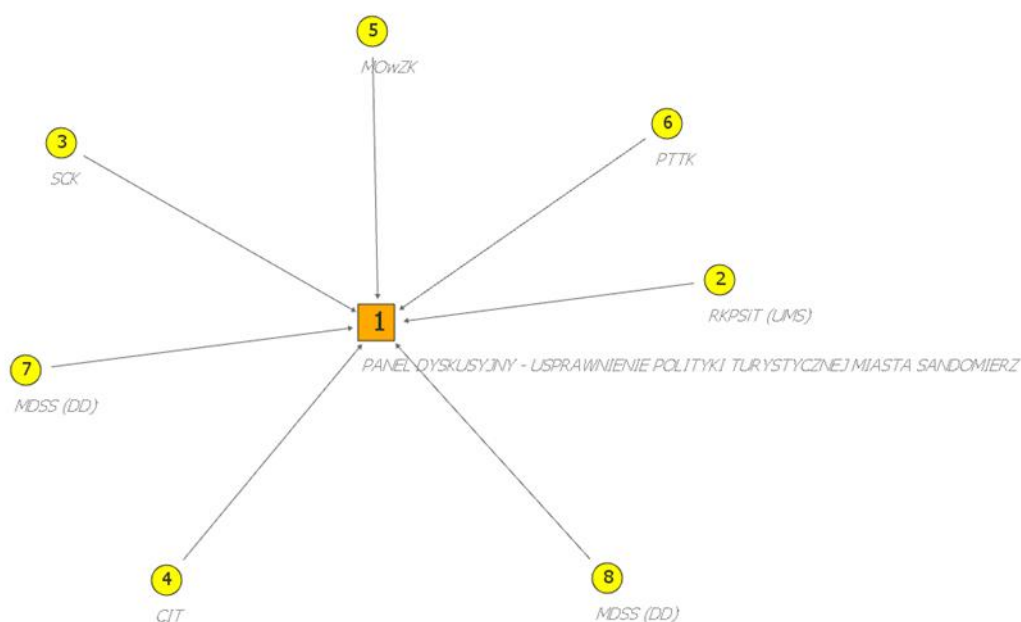 5
MOwZK
6
PTTK
3
SCK
2
RKPSiT (UMS)
1
PANEL DYSKUSYJNY - USPRAWNIENIE POLITYKI TURYSTYCZNEJ MIASTA SANDOMIERZ
7
MDSS (DD)
4
CIT
8
MDSS (DD)